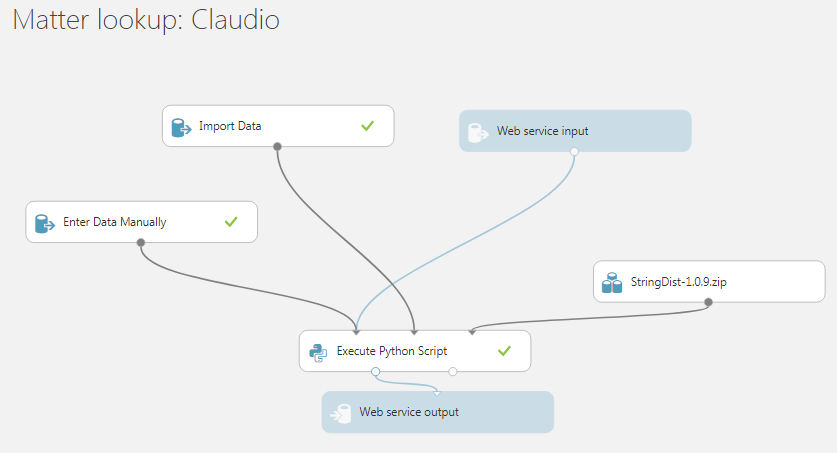 Matter lookup: Claudio
Import Data
Web service input
Enter Data Manually
StringDist-1.0.9.zip
Execute Python Script
Web service output